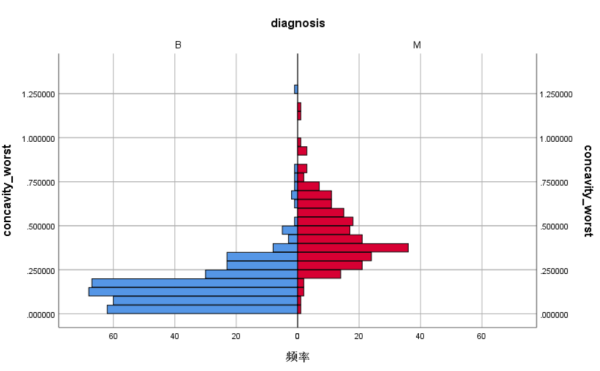 diagnosis
B M
1.250000 1.250000
1.000000 1.000000
.750000 .750000
.500000 .500000
.250000 .250000
.000000 .000000
concavity_worst
concavity_worst
60 40 20 0 0 20 40 60
频率